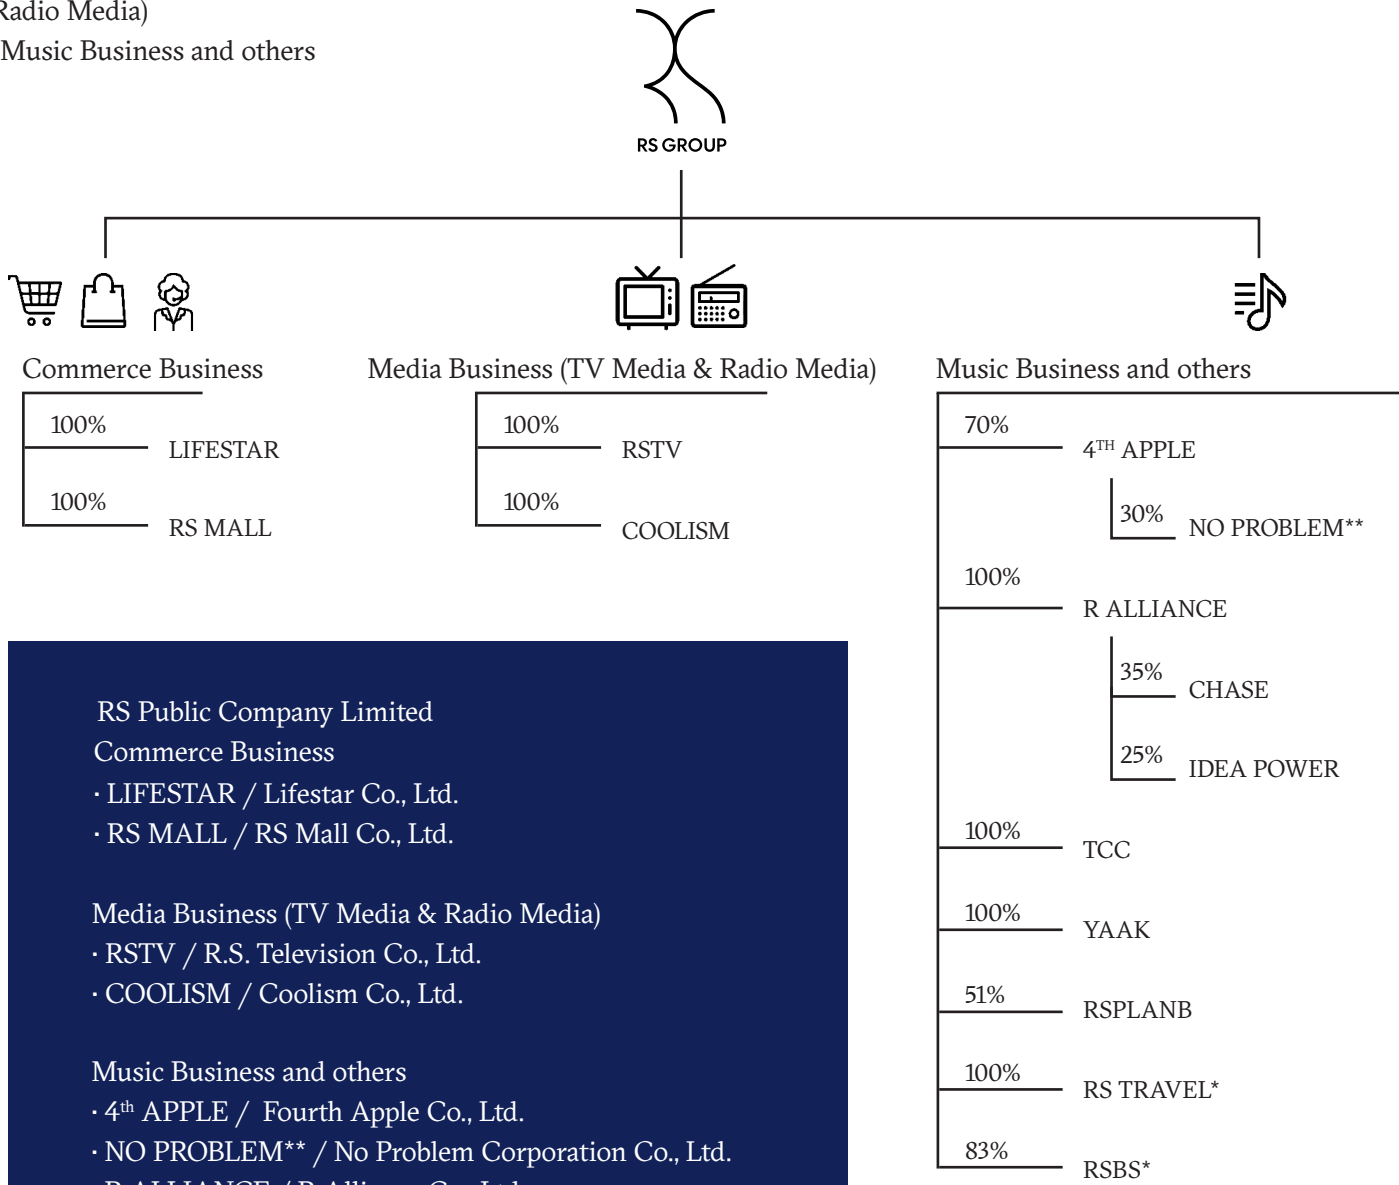 Radio Media)
Music Business and others
RS GROUP
Commerce Business
100%
LIFESTAR
100%
RS MALL
Media Business (TV Media & Radio Media)
100%
RSTV
100%
COOLISM
Music Business and others
70%
4TH APPLE
30%
NO PROBLEM**
100%
R ALLIANCE
35%
CHASE
25%
IDEA POWER
100%
TCC
100%
YAAK
51%
RSPLANB
100%
RS TRAVEL*
83%
RSBS*
RS Public Company Limited
Commerce Business
· LIFESTAR / Lifestar Co., Ltd.
· RS MALL / RS Mall Co., Ltd.
Media Business (TV Media & Radio Media)
· RSTV / R.S. Television Co., Ltd.
· COOLISM / Coolism Co., Ltd.
Music Business and others
· 4th APPLE / Fourth Apple Co., Ltd.
· NO PROBLEM** / No Problem Corporation Co., Ltd.
· R ALLIANCE / R Alliance Co., Ltd.